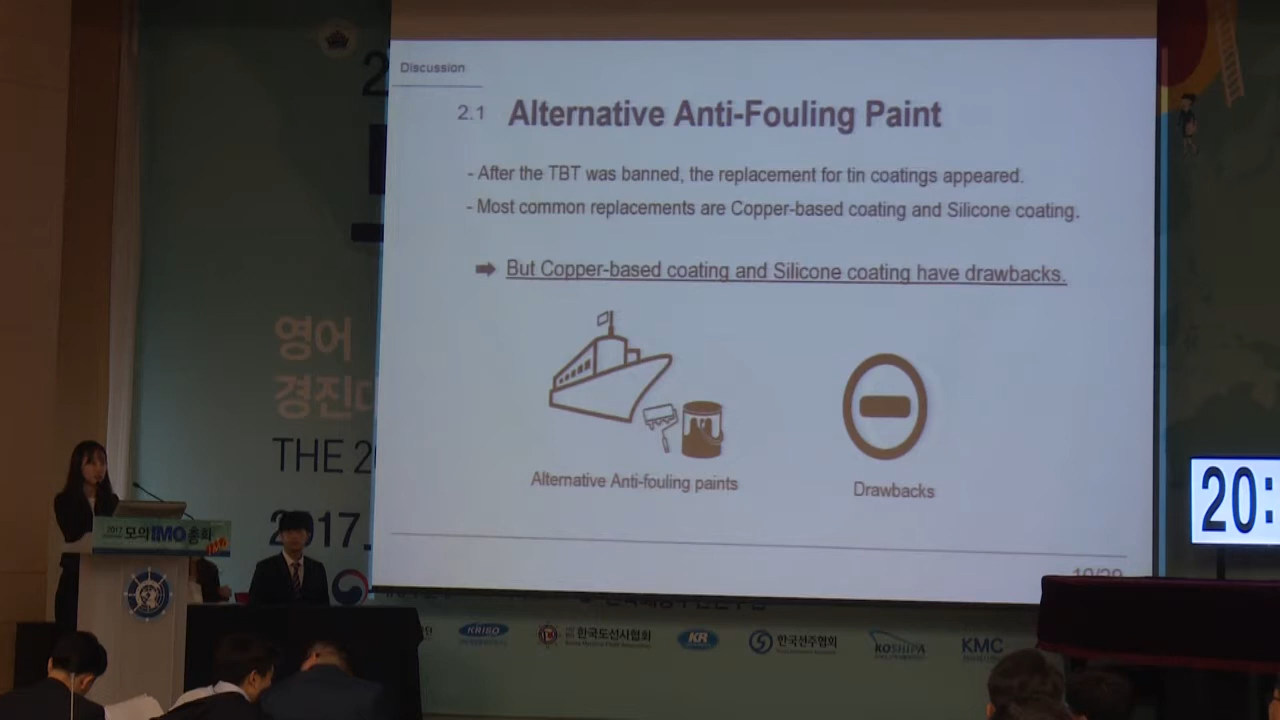 Discussion
2.1 Alternative Anti-Fouling Paint
- After the TBT was banned, the replacement for tin coatings appeared.
- Most common replacements are Copper-based coating and Silicone coating.
But Copper-based coating and Silicone coating have drawbacks.
Alternative Anti-fouling paints
Drawbacks
영어
경진대
THE 2
2017.
20:
2017 모의IMO총회
KRISO
한국도선사협회
KR
한국선주협회
KOSHIPA
KMC